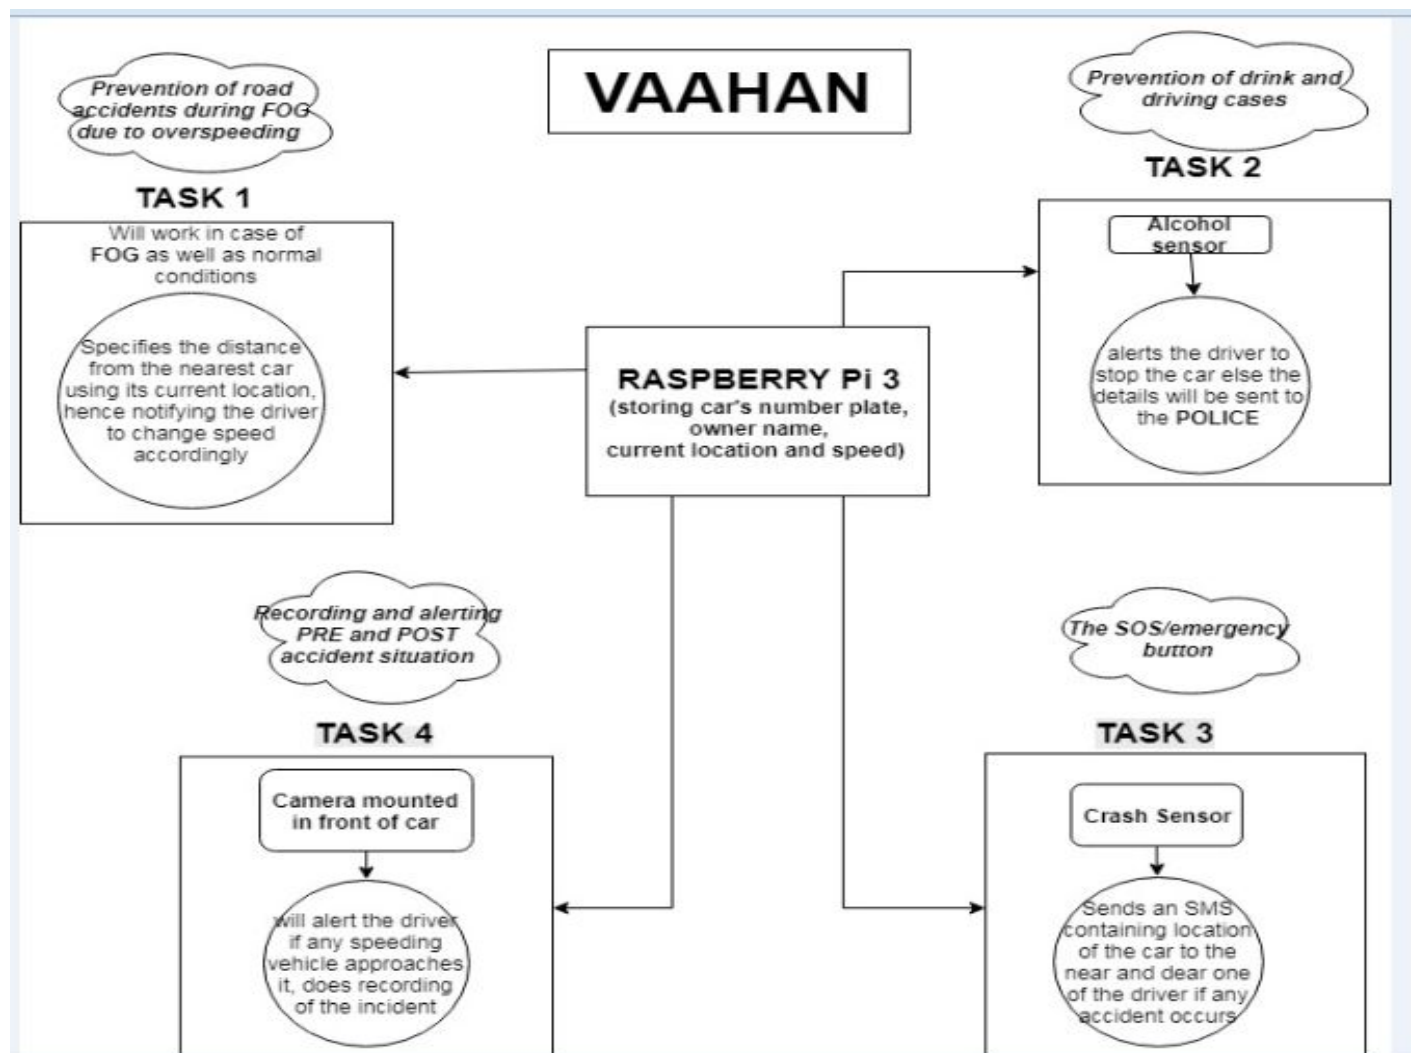 VAAHAN
Prevention of road
accidents during FOG
due to overspeeding
TASK 1
Will work in case of
FOG as well as normal
conditions
Specifies the distance
from the nearest car
using its current location,
hence notifying the driver
to change speed
accordingly
Prevention of drink and
driving cases
TASK 2
Alcohol
sensor
alerts the driver to
stop the car else the
details will be sent to
the POLICE
RASPBERRY Pi 3
(storing car's number plate,
owner name,
current location and speed)
Recording and alerting
PRE and POST
accident situation
TASK 4
Camera mounted
in front of car
will alert the driver
if any speeding
vehicle approaches
it, does recording
of the incident
The SOS/emergency
button
TASK 3
Crash Sensor
Sends an SMS
containing location
of the car to the
near and dear one
of the driver if any
accident occurs